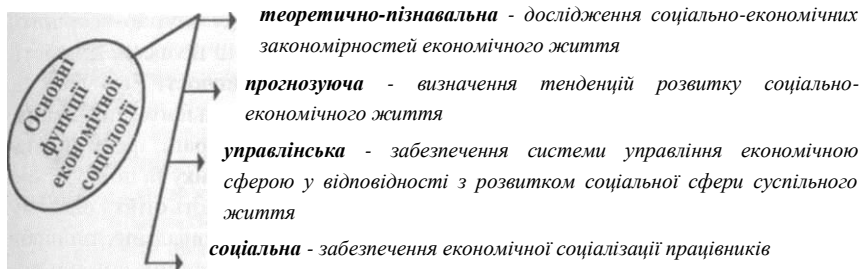 Основні
функції
економічної
соціології
теоретично-пізнавальна - дослідження соціально-економічних
закономірностей економічного життя
прогнозуюча - визначення тенденцій розвитку соціально-
економічного життя
управлінська - забезпечення системи управління економічною
сферою у відповідності з розвитком соціальної сфери суспільного
життя
соціальна - забезпечення економічної соціалізації працівників